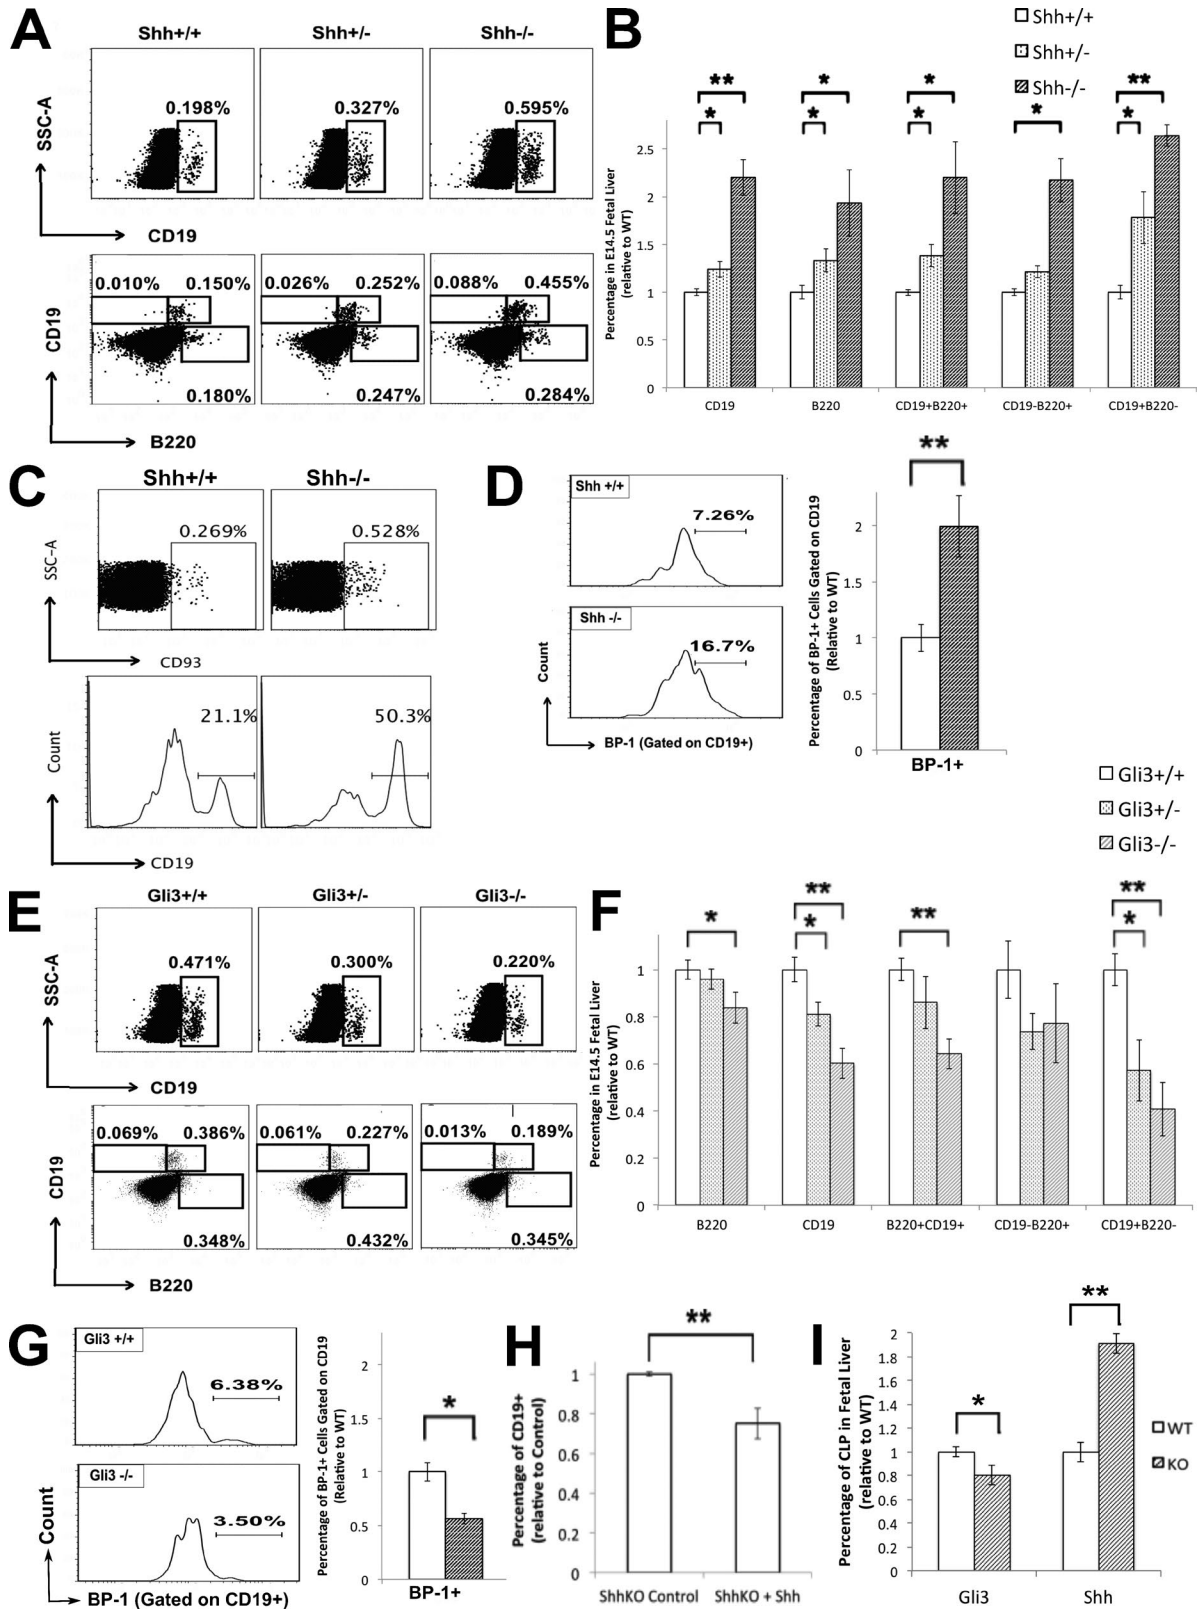 A
Shh+/+
Shh+/-
Shh-/-
SSC-A
0.198%
0.327%
0.595%
CD19
0.010%
0.150%
0.026%
0.252%
0.088%
0.455%
CD19
0.180%
0.247%
0.284%
B220
B
Shh+/+
Shh+/-
Shh-/-
**
*
*
*
*
*
*
**
*
Percentage in E14.5 Fetal Liver
(relative to WT)
2.5
2
1.5
1
0.5
0
CD19
B220
CD19+B220+
CD19-B220+
CD19+B220-
C
Shh+/+
Shh-/-
SSC-A
0.269%
0.528%
CD93
Count
21.1%
50.3%
CD19
D
Shh +/+
7.26%
Shh -/-
16.7%
Count
BP-1 (Gated on CD19+)
**
Percentage of BP-1+ Cells Gated on CD19
(Relative to WT)
2
1.5
1
0.5
0
BP-1+
E
Gli3+/+
Gli3+/-
Gli3-/-
SSC-A
0.471%
0.300%
0.220%
CD19
0.069%
0.386%
0.061%
0.227%
0.013%
0.189%
CD19
0.348%
0.432%
0.345%
B220
F
Gli3+/+
Gli3+/-
Gli3-/-
*
**
*
**
**
*
Percentage in E14.5 Fetal Liver
(relative to WT)
1
0.8
0.6
0.4
0.2
0
B220
CD19
B220+CD19+
CD19-B220+
CD19+B220-
G
Gli3 +/+
6.38%
Gli3 -/-
3.50%
Count
BP-1 (Gated on CD19+)
*
Percentage of BP-1+ Cells Gated on CD19
(Relative to WT)
2
1.5
1
0.5
0
BP-1+
H
**
Percentage of CD19+
(relative to Control)
1
0.8
0.6
0.4
0.2
0
ShhKO Control
ShhKO + Shh
I
*
**
Percentage of CLP in Fetal Liver
(relative to WT)
2
1.8
1.6
1.4
1.2
1
0.8
0.6
0.4
0.2
0
Gli3
Shh
WT
KO